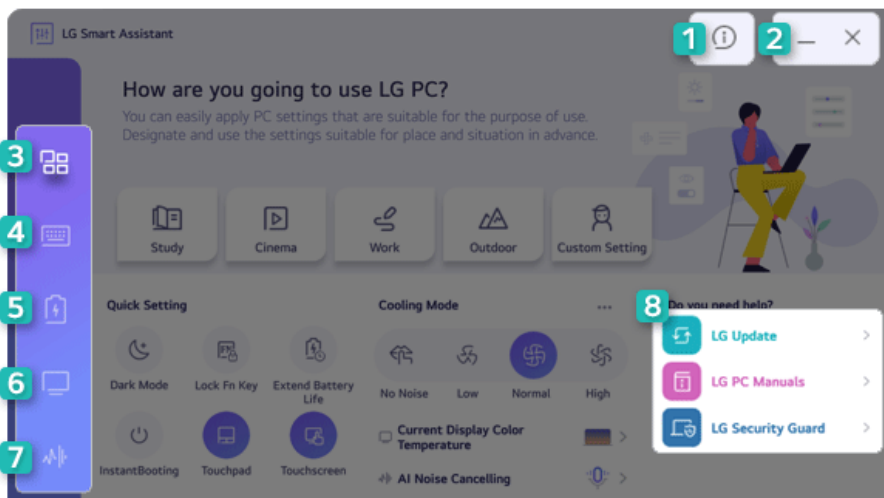 LG Smart Assistant
1
2
How are you going to use LG PC?
You can easily apply PC settings that are suitable for the purpose of use.
Designate and use the settings suitable for place and situation in advance.
3
4
5
6
7
Study
Cinema
Work
Outdoor
Custom Setting
Quick Setting
Dark Mode
Lock Fn Key
Extend Battery
Life
InstantBooting
Touchpad
Touchscreen
Cooling Mode
...
No Noise
Low
Normal
High
Current Display Color
Temperature
AI Noise Cancelling
8
Do you need help?
LG Update
LG PC Manuals
LG Security Guard